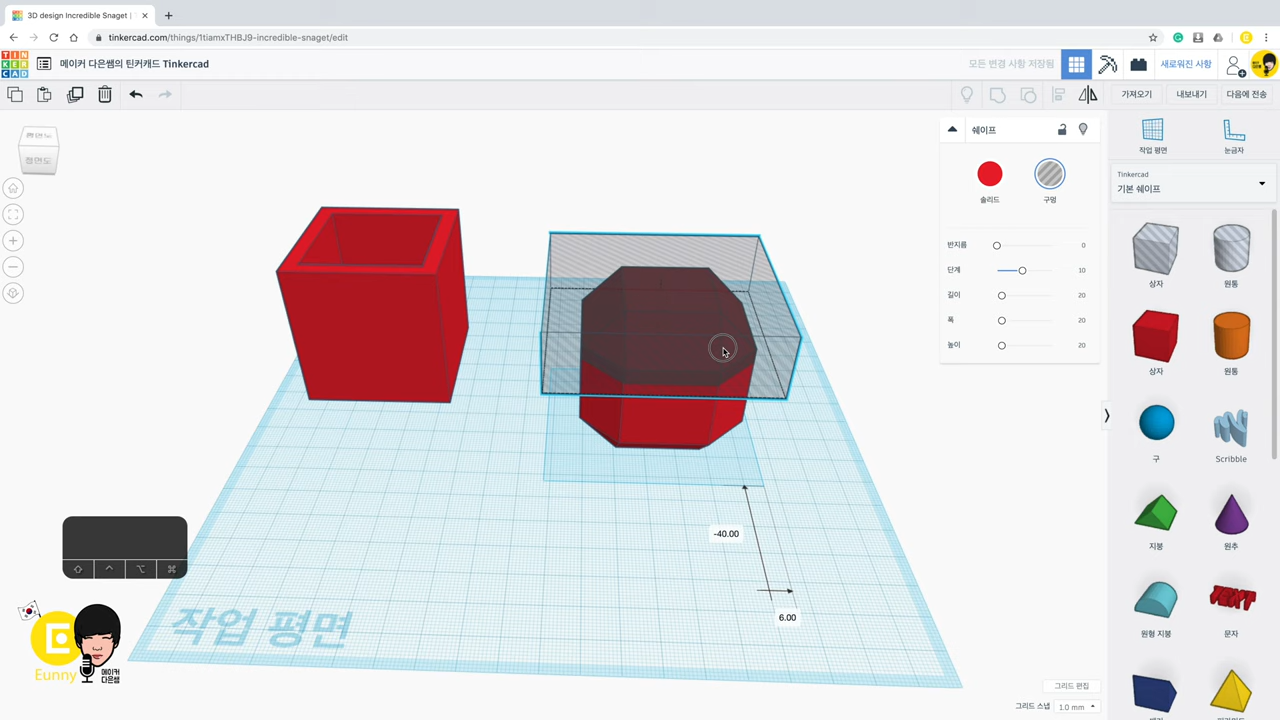 3D design Incredible Snaget |
tinkercad.com/things/1tiamxTHBJ9-incredible-snaget/edit
TIN
KER
CAD
메이커 다은쌤의 틴커캐드 Tinkercad
모든 변경 사항 저장됨
새로워진 사항
가져오기
내보내기
다음에 전송
평면도
정면도
쉐이프
솔리드
구멍
반지름 0
단계 10
길이 20
폭 20
높이 20
작업 평면
눈금자
Tinkercad
기본 쉐이프
상자
원통
상자
원통
구
Scribble
지붕
원추
원형 지붕
문자
TEXT
-40.00
6.00
작업 평면
Eunny
메이커
다은쌤
그리드 편집
그리드 스냅 1.0 mm